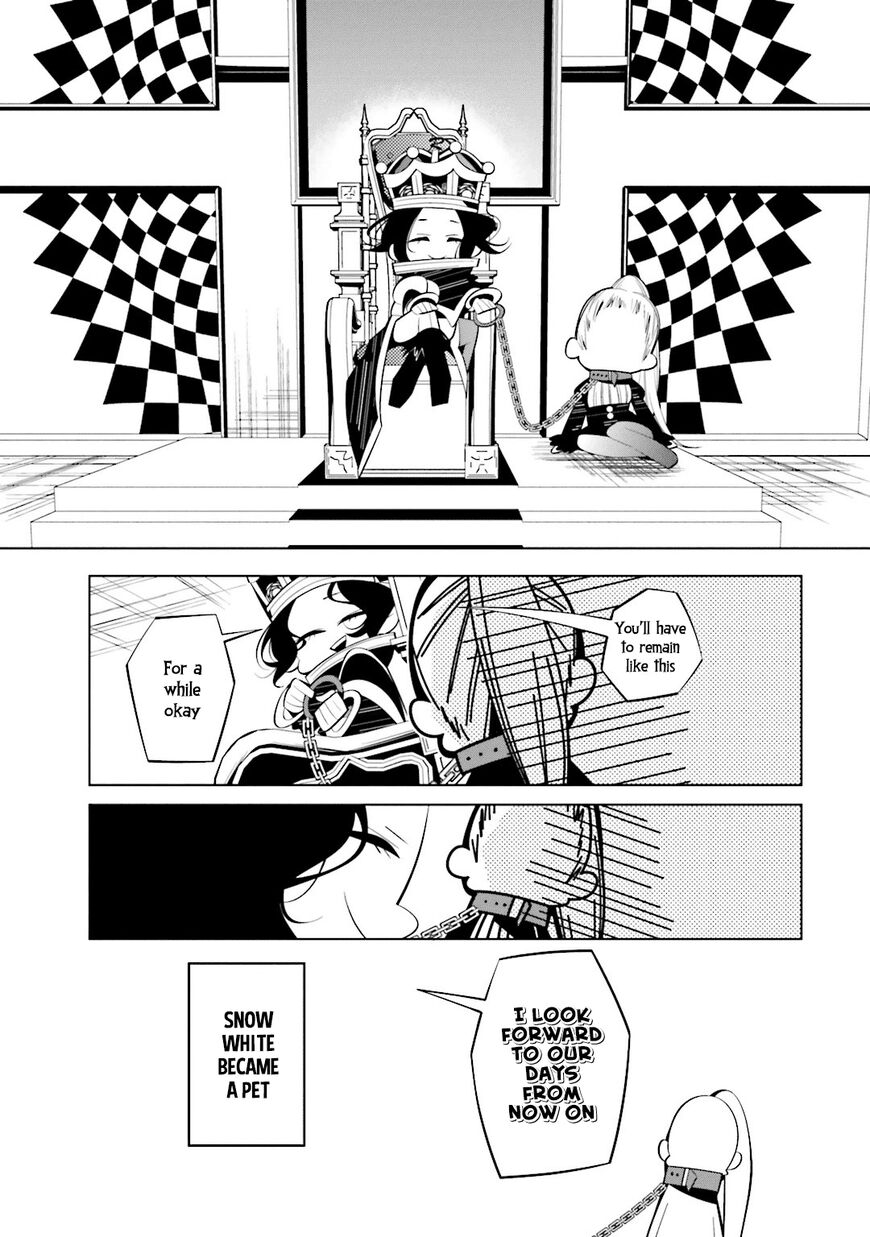 You'll have
to remain
like this
For a
while
okay
I LOOK
FORWARD
TO OUR
DAYS
FROM
NOW ON
SNOW
WHITE
BECAME
A PET